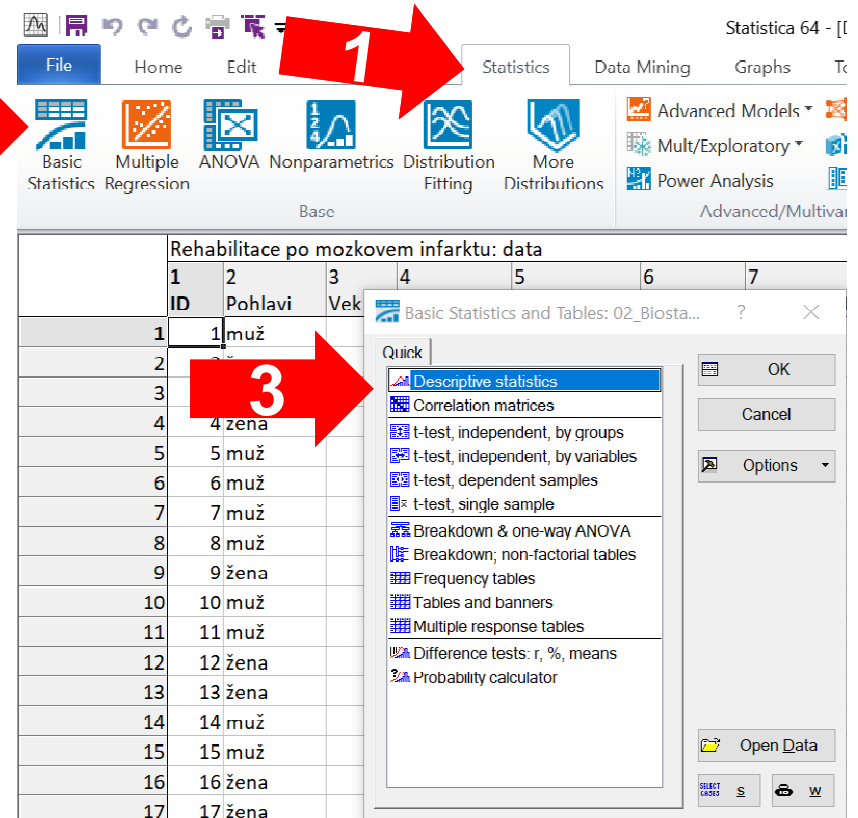 Statistica 64 - [D
1
File Home Edit Statistics Data Mining Graphs To
Basic Statistics
Multiple Regression
ANOVA
Nonparametrics
Distribution Fitting
More Distributions
Advanced Models
Mult/Exploratory
Power Analysis
Base
Advanced/Multivar
Rehabilitace po mozkovem infarktu: data
1 2 3 4 5 6 7
ID Pohlavi Vek
Basic Statistics and Tables: 02_Biosta... ?
Quick
3
Descriptive statistics
Correlation matrices
t-test, independent, by groups
t-test, independent, by variables
t-test, dependent samples
t-test, single sample
Breakdown & one-way ANOVA
Breakdown; non-factorial tables
Frequency tables
Tables and banners
Multiple response tables
Difference tests: r, %, means
Probability calculator
OK
Cancel
Options
Open Data
SELECT CASES S
W
1 1 muž
2
3
4 4 žena
5 5 muž
6 6 muž
7 7 muž
8 8 muž
9 9 žena
10 10 muž
11 11 muž
12 12 žena
13 13 žena
14 14 muž
15 15 muž
16 16 žena
17 17 žena